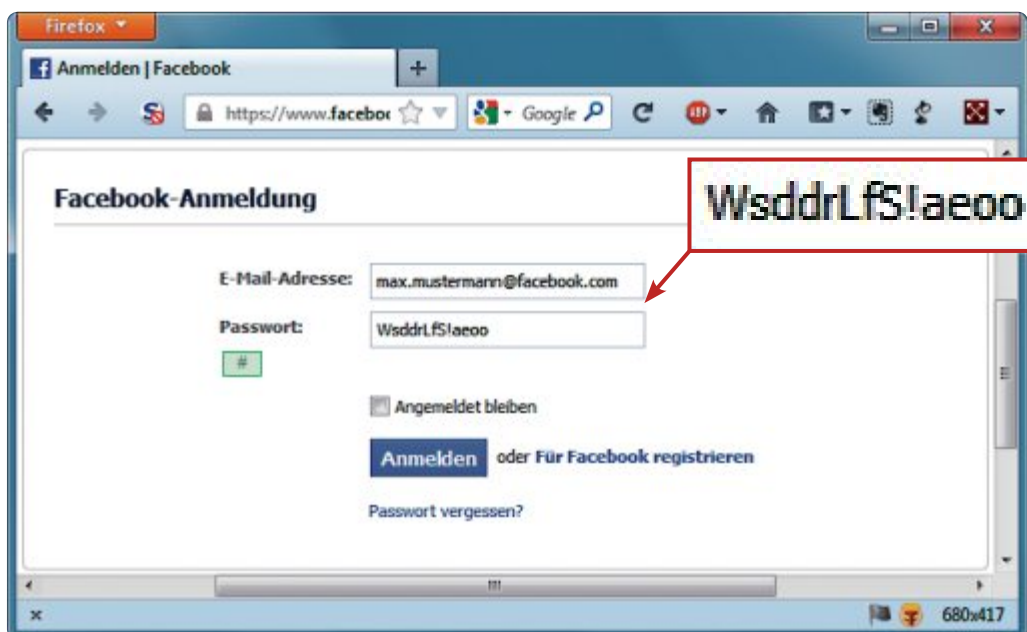 Firefox
Anmelden | Facebook
https://www.faceboo
Google
Facebook-Anmeldung
WsddrLfS!aeoo
E-Mail-Adresse: max.mustermann@facebook.com
Passwort: WsddrLfS!aeoo
#
Angemeldet bleiben
Anmelden oder Für Facebook registrieren
Passwort vergessen?
680x417